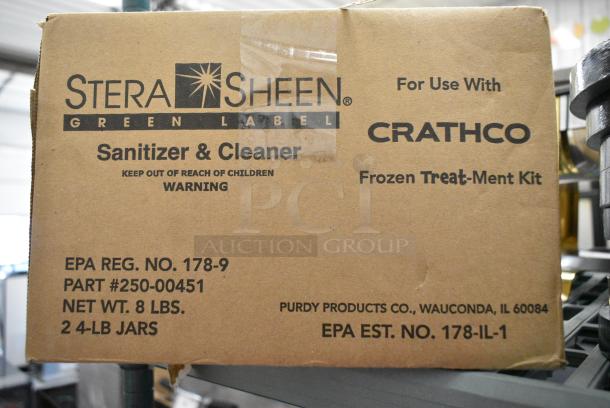 STERA SHEEN®
GREEN LABEL
Sanitizer & Cleaner
KEEP OUT OF REACH OF CHILDREN
WARNING
For Use With
CRATHCO
Frozen Treat-Ment Kit
PCI
AUCTION GROUP
EPA REG. NO. 178-9
PART #250-00451
NET WT. 8 LBS.
2 4-LB JARS
PURDY PRODUCTS CO., WAUCONDA, IL 60084
EPA EST. NO. 178-IL-1